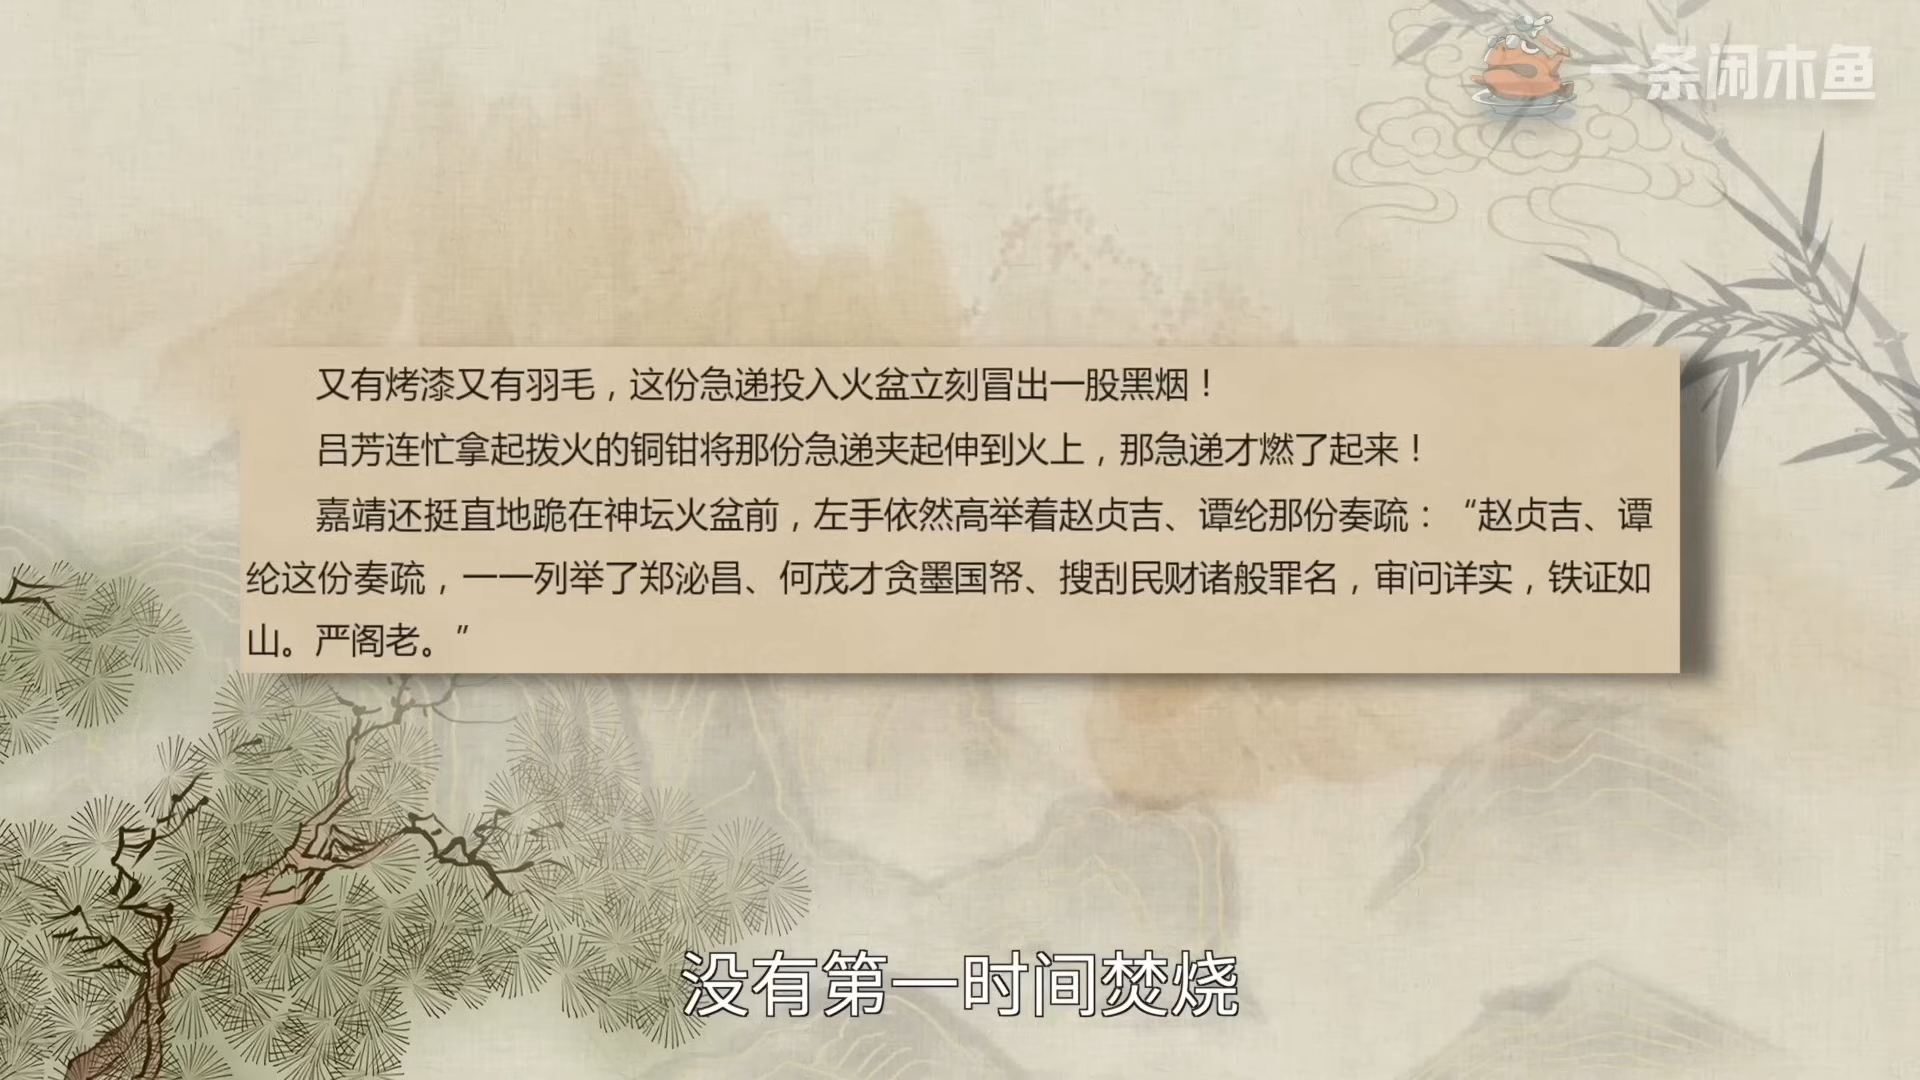 一条闲木鱼
又有烤漆又有羽毛，这份急递投入火盆立刻冒出一股黑烟！
吕芳连忙拿起拨火的铜钳将那份急递夹起伸到火上，那急递才燃了起来！
嘉靖还挺直地跪在神坛火盆前，左手依然高举着赵贞吉、谭纶那份奏疏：“赵贞吉、谭
纶这份奏疏，一一列举了郑泌昌、何茂才贪墨国帑、搜刮民财诸般罪名，审问详实，铁证如
山。严阁老。”
没有第一时间焚烧